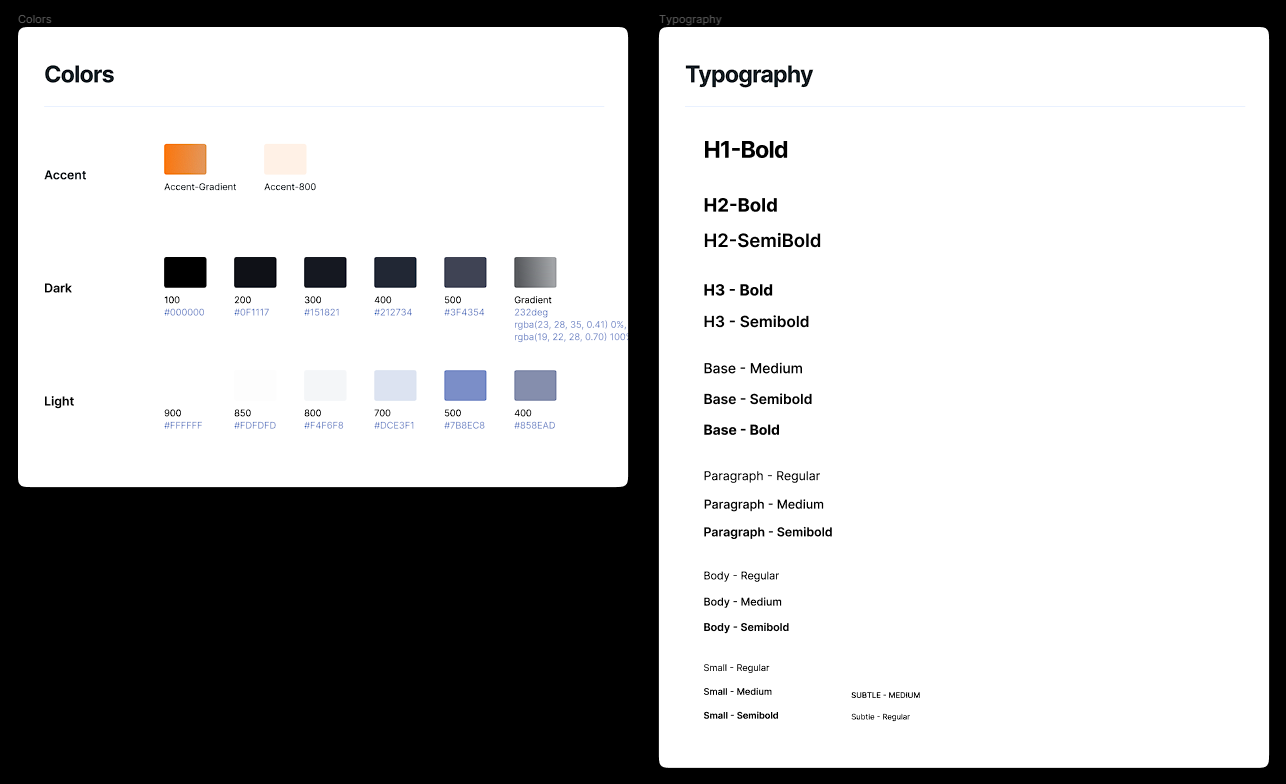 Colors
Colors
Accent
Accent-Gradient
Accent-800
Dark
100
#000000
200
#0F1117
300
#151821
400
#212734
500
#3F4354
Gradient
232deg
rgba(23, 28, 35, 0.41) 0%,
rgba(19, 22, 28, 0.70) 100
Light
900
#FFFFFF
850
#FDFDFD
800
#F4F6F8
700
#DCE3F1
500
#7B8EC8
400
#858EAD
Typography
Typography
H1-Bold
H2-Bold
H2-SemiBold
H3 - Bold
H3 - Semibold
Base - Medium
Base - Semibold
Base - Bold
Paragraph - Regular
Paragraph - Medium
Paragraph - Semibold
Body - Regular
Body - Medium
Body - Semibold
Small - Regular
Small - Medium
Small - Semibold
SUBTLE - MEDIUM
Subtle - Regular